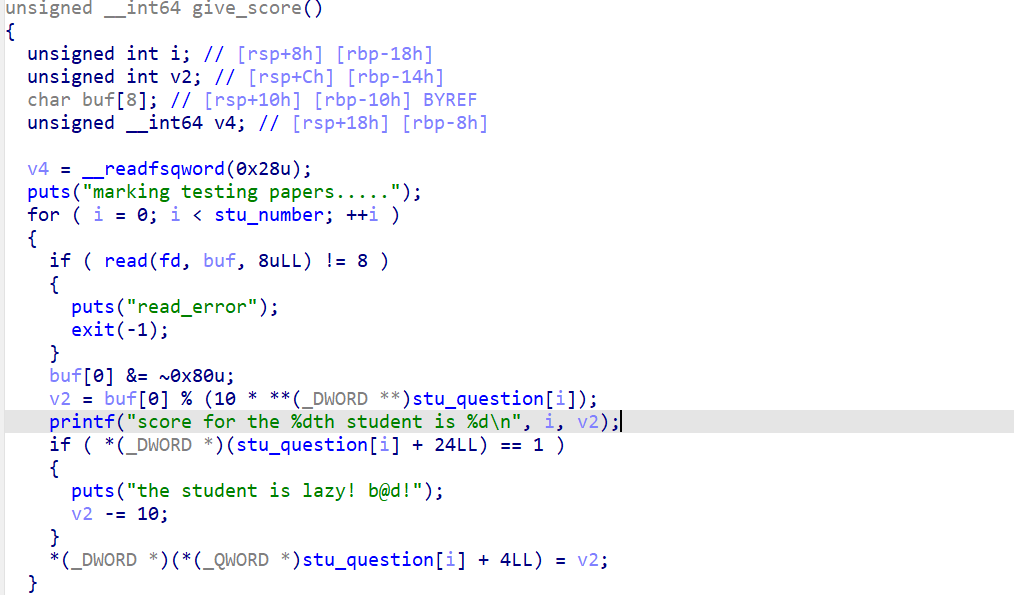 unsigned __int64 give_score()
{
  unsigned int i; // [rsp+8h] [rbp-18h]
  unsigned int v2; // [rsp+Ch] [rbp-14h]
  char buf[8]; // [rsp+10h] [rbp-10h] BYREF
  unsigned __int64 v4; // [rsp+18h] [rbp-8h]

  v4 = __readfsqword(0x28u);
  puts("marking testing papers.....");
  for ( i = 0; i < stu_number; ++i )
  {
    if ( read(fd, buf, 8uLL) != 8 )
    {
      puts("read_error");
      exit(-1);
    }
    buf[0] &= ~0x80u;
    v2 = buf[0] % (10 * **(_DWORD **)stu_question[i]);
    printf("score for the %dth student is %d\n", i, v2);
    if ( *(_DWORD *)(stu_question[i] + 24LL) == 1 )
    {
      puts("the student is lazy! b@d!");
      v2 -= 10;
    }
    *(_DWORD *)(*(_QWORD *)stu_question[i] + 4LL) = v2;
  }